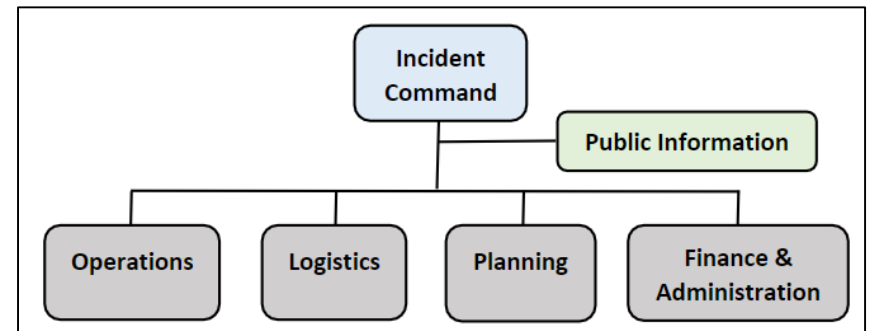 Incident
Command
Public Information
Operations
Logistics
Planning
Finance &
Administration